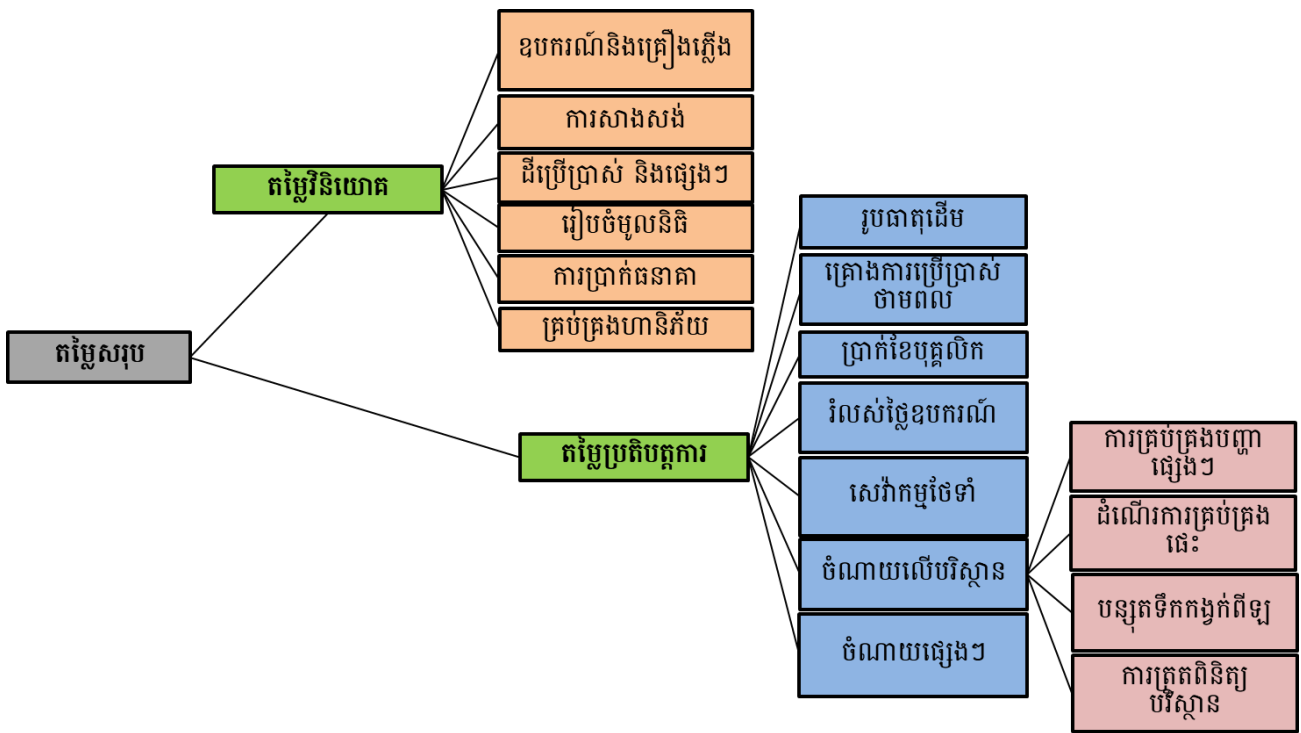 តម្លៃសរុប
តម្លៃវិនិយោគ
ឧបករណ៍និងគ្រឿងភ្លើង
ការសាងសង់
ដីប្រើប្រាស់ និងផ្សេងៗ
រៀបចំមូលនិធិ
ការប្រាក់ធនាគា
គ្រប់គ្រងហានិភ័យ
តម្លៃប្រតិបត្តការ
រូបធាតុដើម
គ្រោងការប្រើប្រាស់
ថាមពល
ប្រាក់ខែបុគ្គលិក
រំលស់ថ្លៃឧបករណ៍
សេវ៉ាកម្មថែទាំ
ចំណាយលើបរិស្ថាន
ចំណាយផ្សេងៗ
ការគ្រប់គ្រងបញ្ហា
ផ្សេងៗ
ដំណើរការគ្រប់គ្រង
ផេះ
បន្សុតទឹកកង្វក់ពីឡ
ការត្រួតពិនិត្យ
បរិស្ថាន